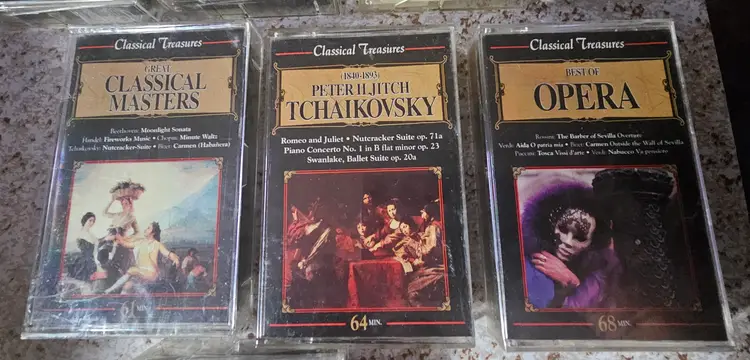 Classical Treasures
GREAT
CLASSICAL
MASTERS
Beethoven: Moonlight Sonata
Handel: Fireworks Music • Chopin: Minute Waltz
Tchaikovsky: Nutcracker-Suite • Bizet: Carmen (Habañera)
61 MIN.
Classical Treasures
(1840-1893)
PETER ILJITCH
TCHAIKOVSKY
Romeo and Juliet • Nutcracker Suite op. 71a
Piano Concerto No. 1 in B flat minor op. 23
Swanlake, Ballet Suite op. 20a
64 MIN.
Classical Treasures
BEST OF
OPERA
Rossini: The Barber of Sevilla Overture
Verdi: Aida O patria mia • Bizet: Carmen Outside the Wall of Sevilla
Puccini: Tosca Vissi d'arte • Verdi: Nabucco Va pensiero
68 MIN.